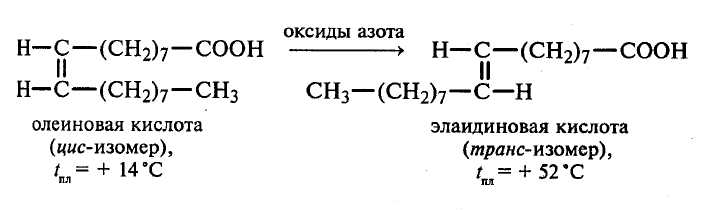 H—C—(CH₂)₇—COOH оксиды азота H—C—(CH₂)₇—COOH
H—C—(CH₂)₇—CH₃ CH₃—(CH₂)₇—C—H
олеиновая кислота элаидиновая кислота
(цис-изомер), (транс-изомер),
tпл = + 14 °C tпл = + 52 °C